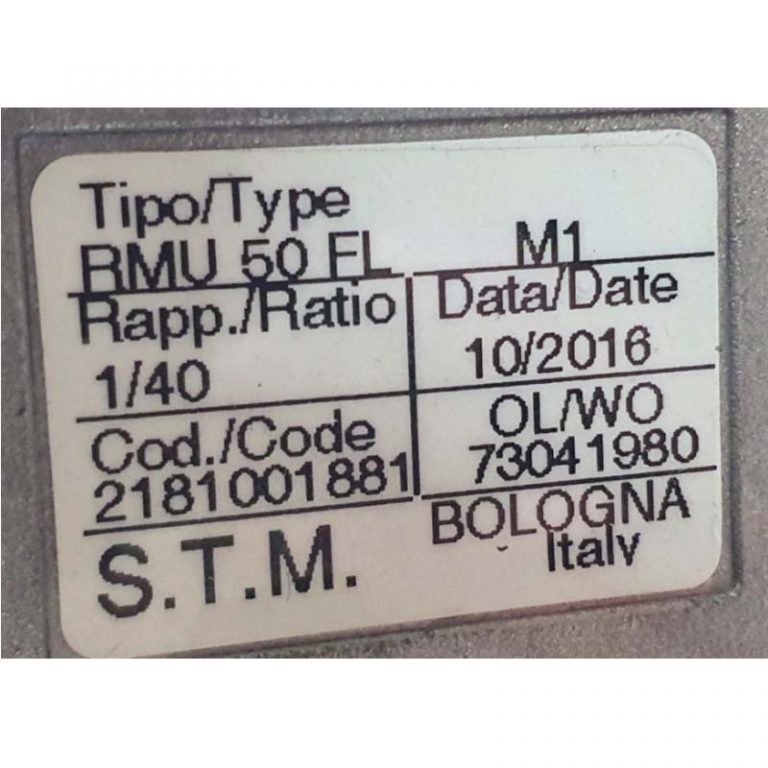 Tipo/Type
RMU 50 FL M1
Rapp./Ratio Data/Date
1/40 10/2016
Cod./Code OL/WO
2181001881 73041980
S.T.M. BOLOGNA
Italy